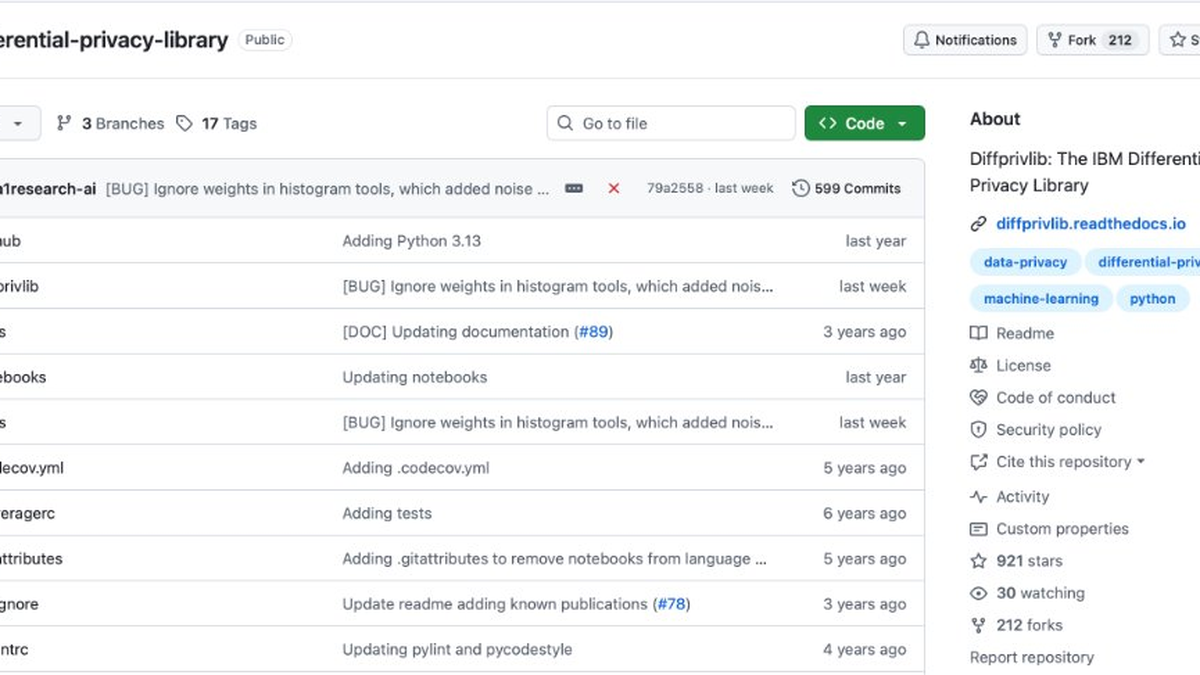 erential-privacy-library Public Notifications Fork 212
3 Branches 17 Tags Go to file Code About
Diffprivlib: The IBM Differenti
Privacy Library
a1research-ai [BUG] Ignore weights in histogram tools, which added noise ... 79a2558 · last week 599 Commits
diffprivlib.readthedocs.io
hub Adding Python 3.13 last year
data-privacy differential-priv
privlib [BUG] Ignore weights in histogram tools, which added nois... last week
machine-learning python
s [DOC] Updating documentation (#89) 3 years ago
Readme
License
ebooks Updating notebooks last year
Code of conduct
s [BUG] Ignore weights in histogram tools, which added nois... last week
Security policy
Cite this repository
decov.yml Adding .codecov.yml 5 years ago
Activity
veragerc Adding tests 6 years ago
Custom properties
attributes Adding .gitattributes to remove notebooks from language ... 5 years ago
921 stars
30 watching
gnore Update readme adding known publications (#78) 3 years ago
212 forks
ntrc Updating pylint and pycodestyle 4 years ago
Report repository